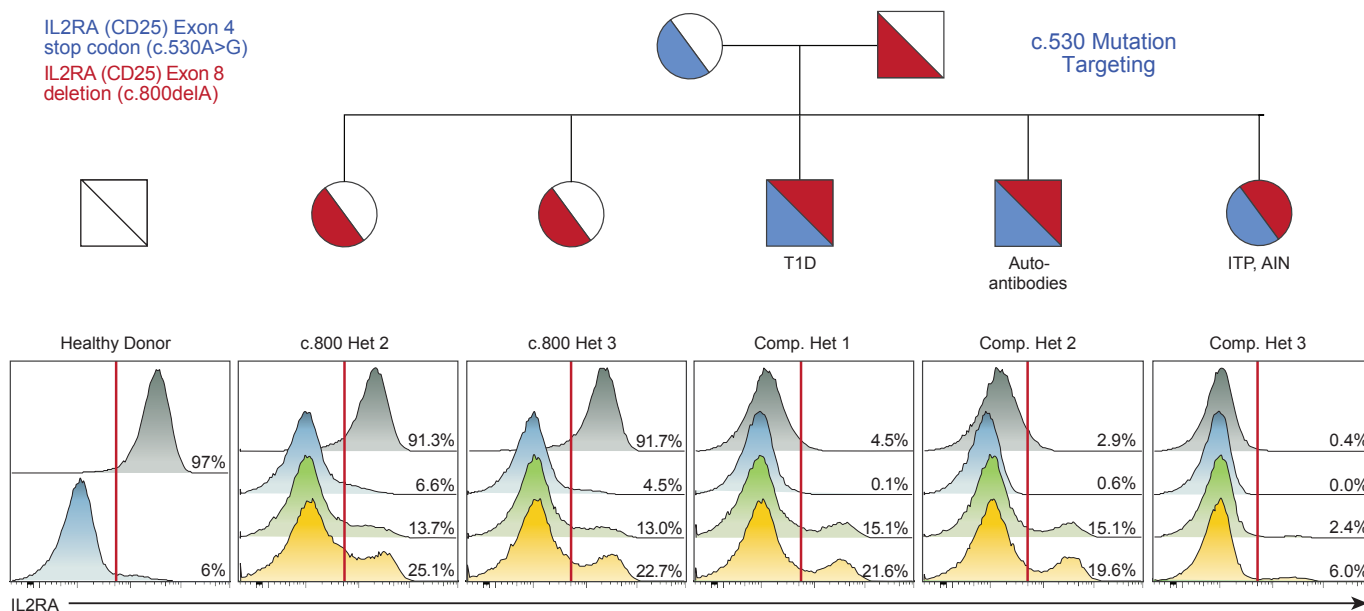 IL2RA (CD25) Exon 4
stop codon (c.530A>G)
IL2RA (CD25) Exon 8
deletion (c.800delA)
c.530 Mutation
Targeting
T1D
Auto-
antibodies
ITP, AIN
Healthy Donor
97%
6%
c.800 Het 2
91.3%
6.6%
13.7%
25.1%
c.800 Het 3
91.7%
4.5%
13.0%
22.7%
Comp. Het 1
4.5%
0.1%
15.1%
21.6%
Comp. Het 2
2.9%
0.6%
15.1%
19.6%
Comp. Het 3
0.4%
0.0%
2.4%
6.0%
IL2RA